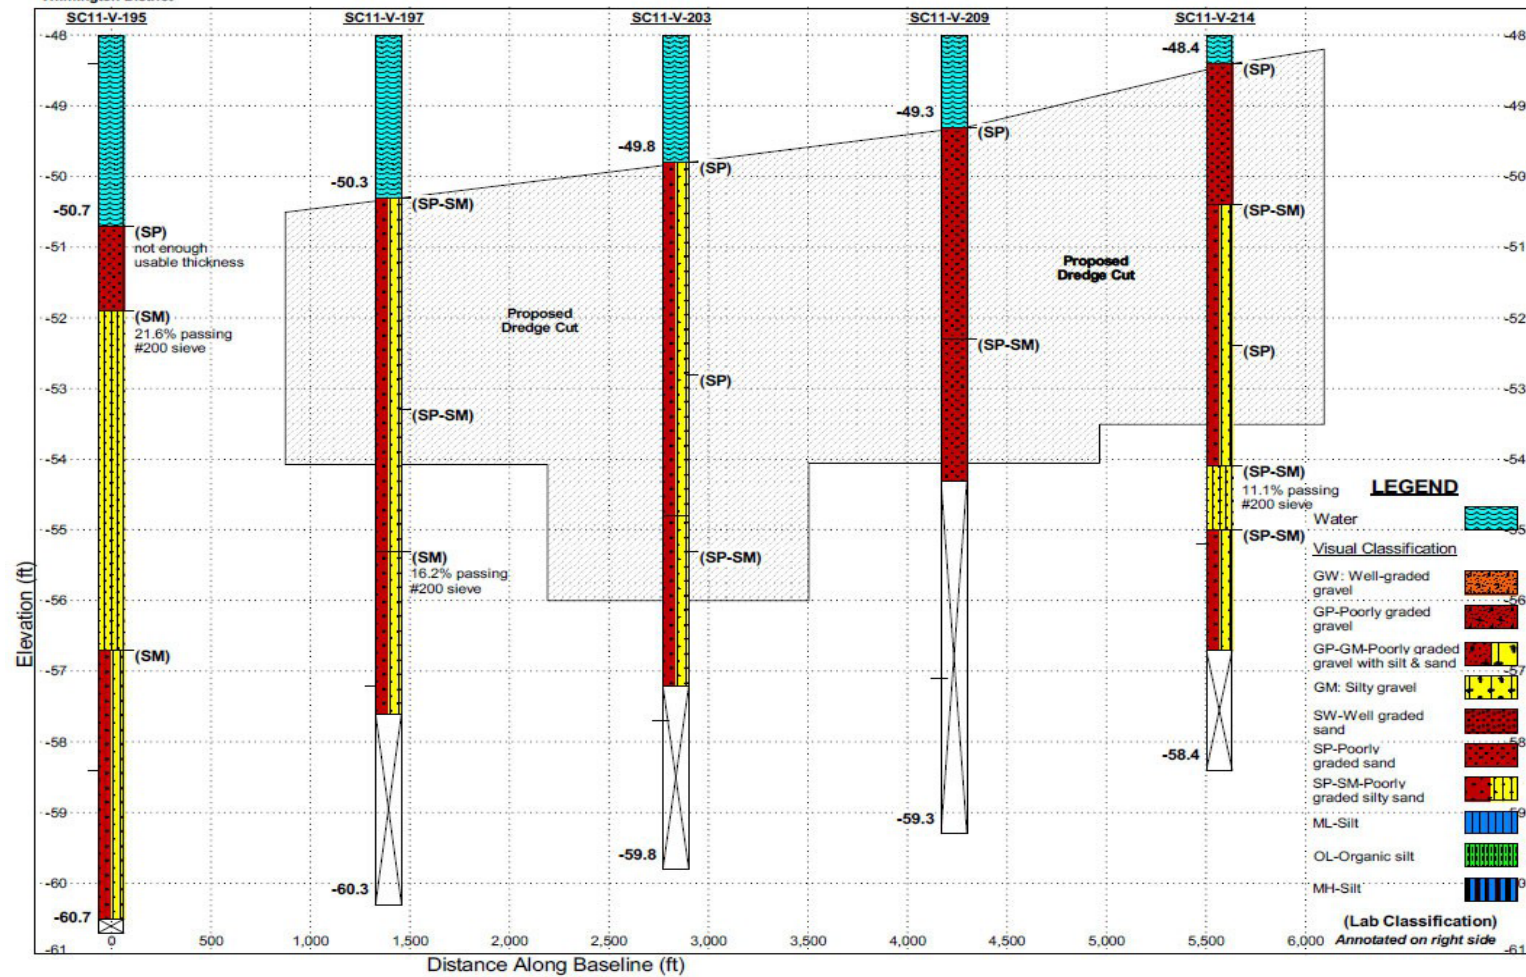 SC11-V-195
SC11-V-197
SC11-V-203
SC11-V-209
SC11-V-214
-48
-49
-50
-51
-52
-53
-54
-55
-56
-57
-58
-59
-60
-61
Elevation (ft)
-50.7
(SP)
not enough
usable thickness
(SM)
21.6% passing
#200 sieve
(SM)
-60.7
-50.3
(SP-SM)
(SP-SM)
(SM)
16.2% passing
#200 sieve
-60.3
Proposed
Dredge Cut
-49.8
(SP)
(SP)
(SP-SM)
-59.8
-49.3
(SP)
(SP-SM)
-59.3
Proposed
Dredge Cut
-48.4
(SP)
(SP-SM)
(SP)
(SP-SM)
11.1% passing
#200 sieve
(SP-SM)
-58.4
-48
-49
-50
-51
-52
-53
-54
LEGEND
Water
Visual Classification
GW: Well-graded
gravel
GP-Poorly graded
gravel
GP-GM-Poorly graded
gravel with silt & sand
GM: Silty gravel
SW-Well graded
sand
SP-Poorly
graded sand
SP-SM-Poorly
graded silty sand
ML-Silt
OL-Organic silt
MH-Silt
(Lab Classification)
Annotated on right side
-61
0
500
1,000
1,500
2,000
2,500
3,000
3,500
4,000
4,500
5,000
5,500
6,000
Distance Along Baseline (ft)